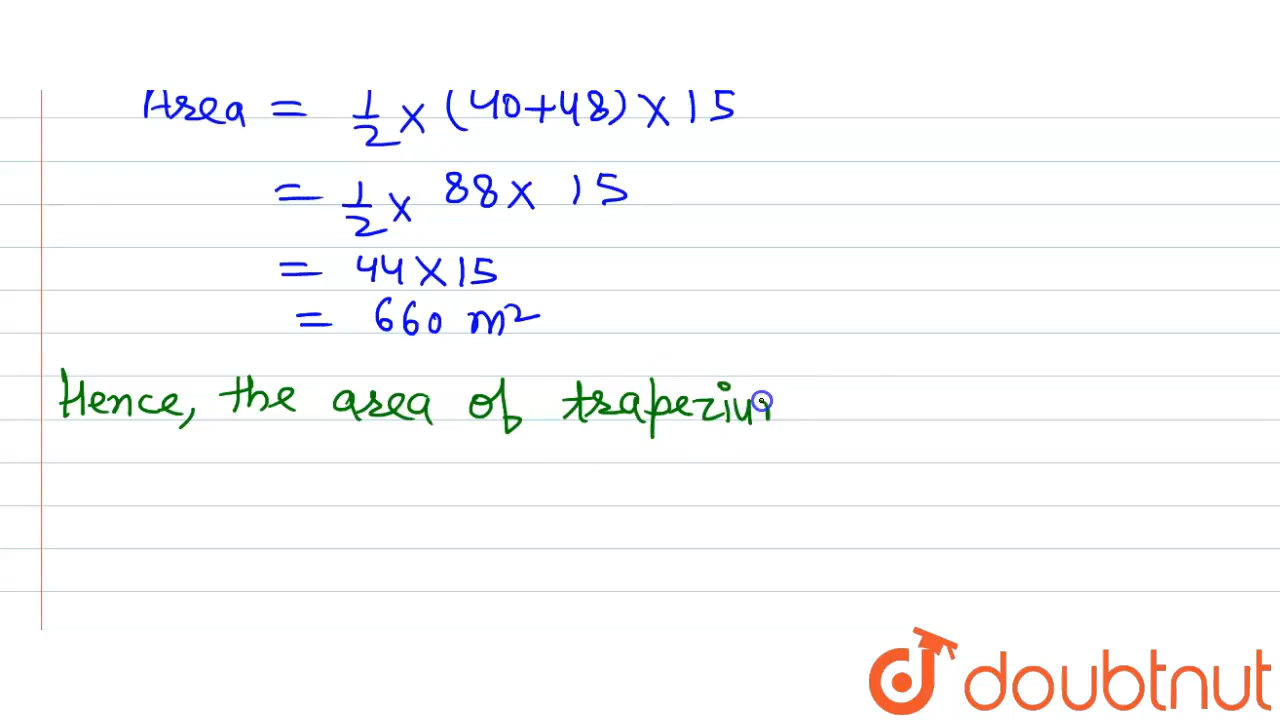 Area = 1/2 × (40+48) × 15
= 1/2 × 88 × 15
= 44 × 15
= 660 m²
Hence, the area of
doubtnut